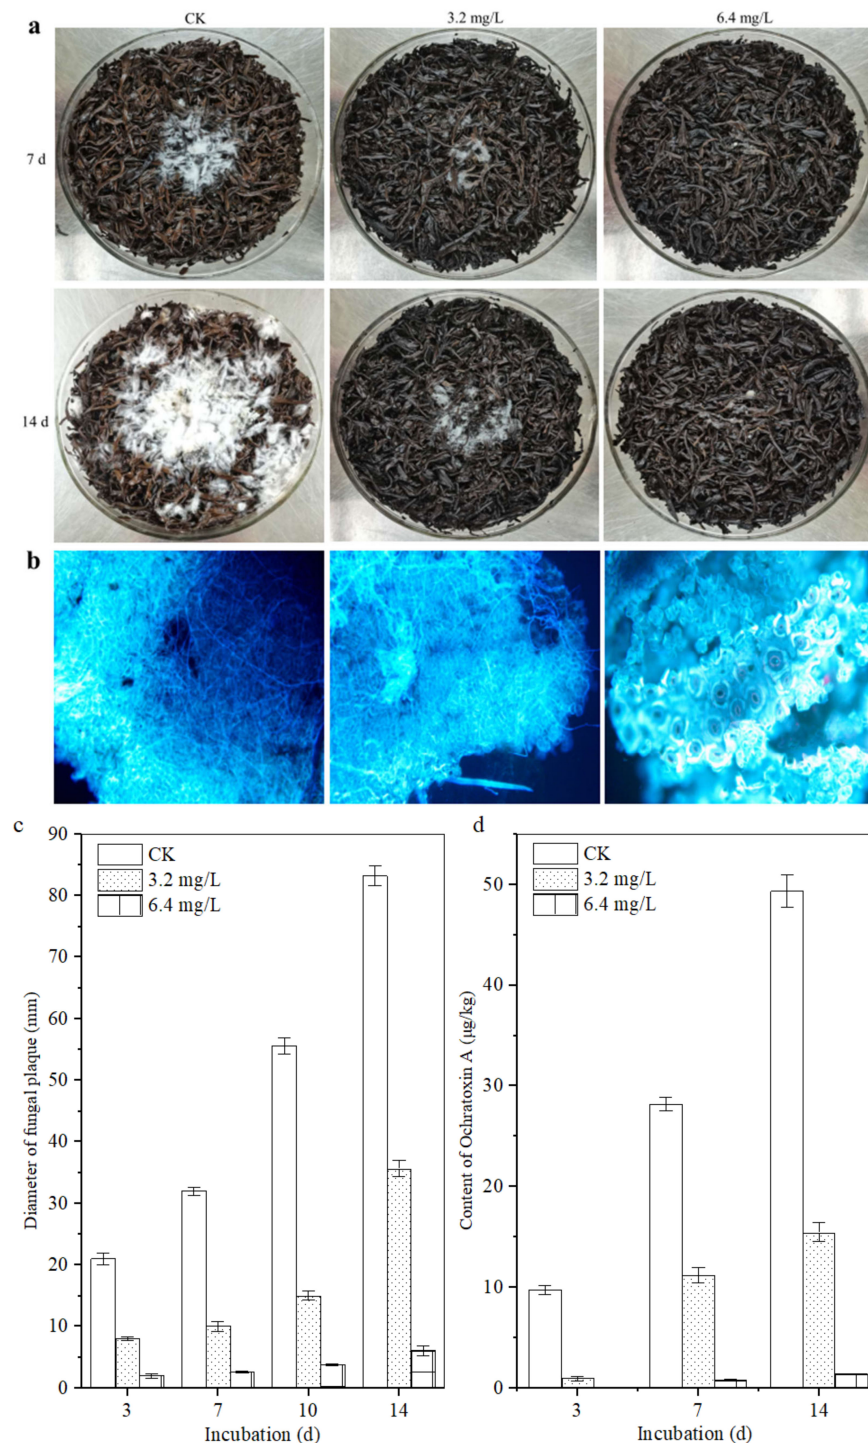 CK 3.2 mg/L 6.4 mg/L
a
7 d
14 d
b
c
90
80
70
60
50
40
30
20
10
0
Diameter of fungal plaque (mm)
CK
3.2 mg/L
6.4 mg/L
3 7 10 14
Incubation (d)
d
50
40
30
20
10
0
Content of Ochratoxin A (μg/kg)
CK
3.2 mg/L
6.4 mg/L
3 7 14
Incubation (d)